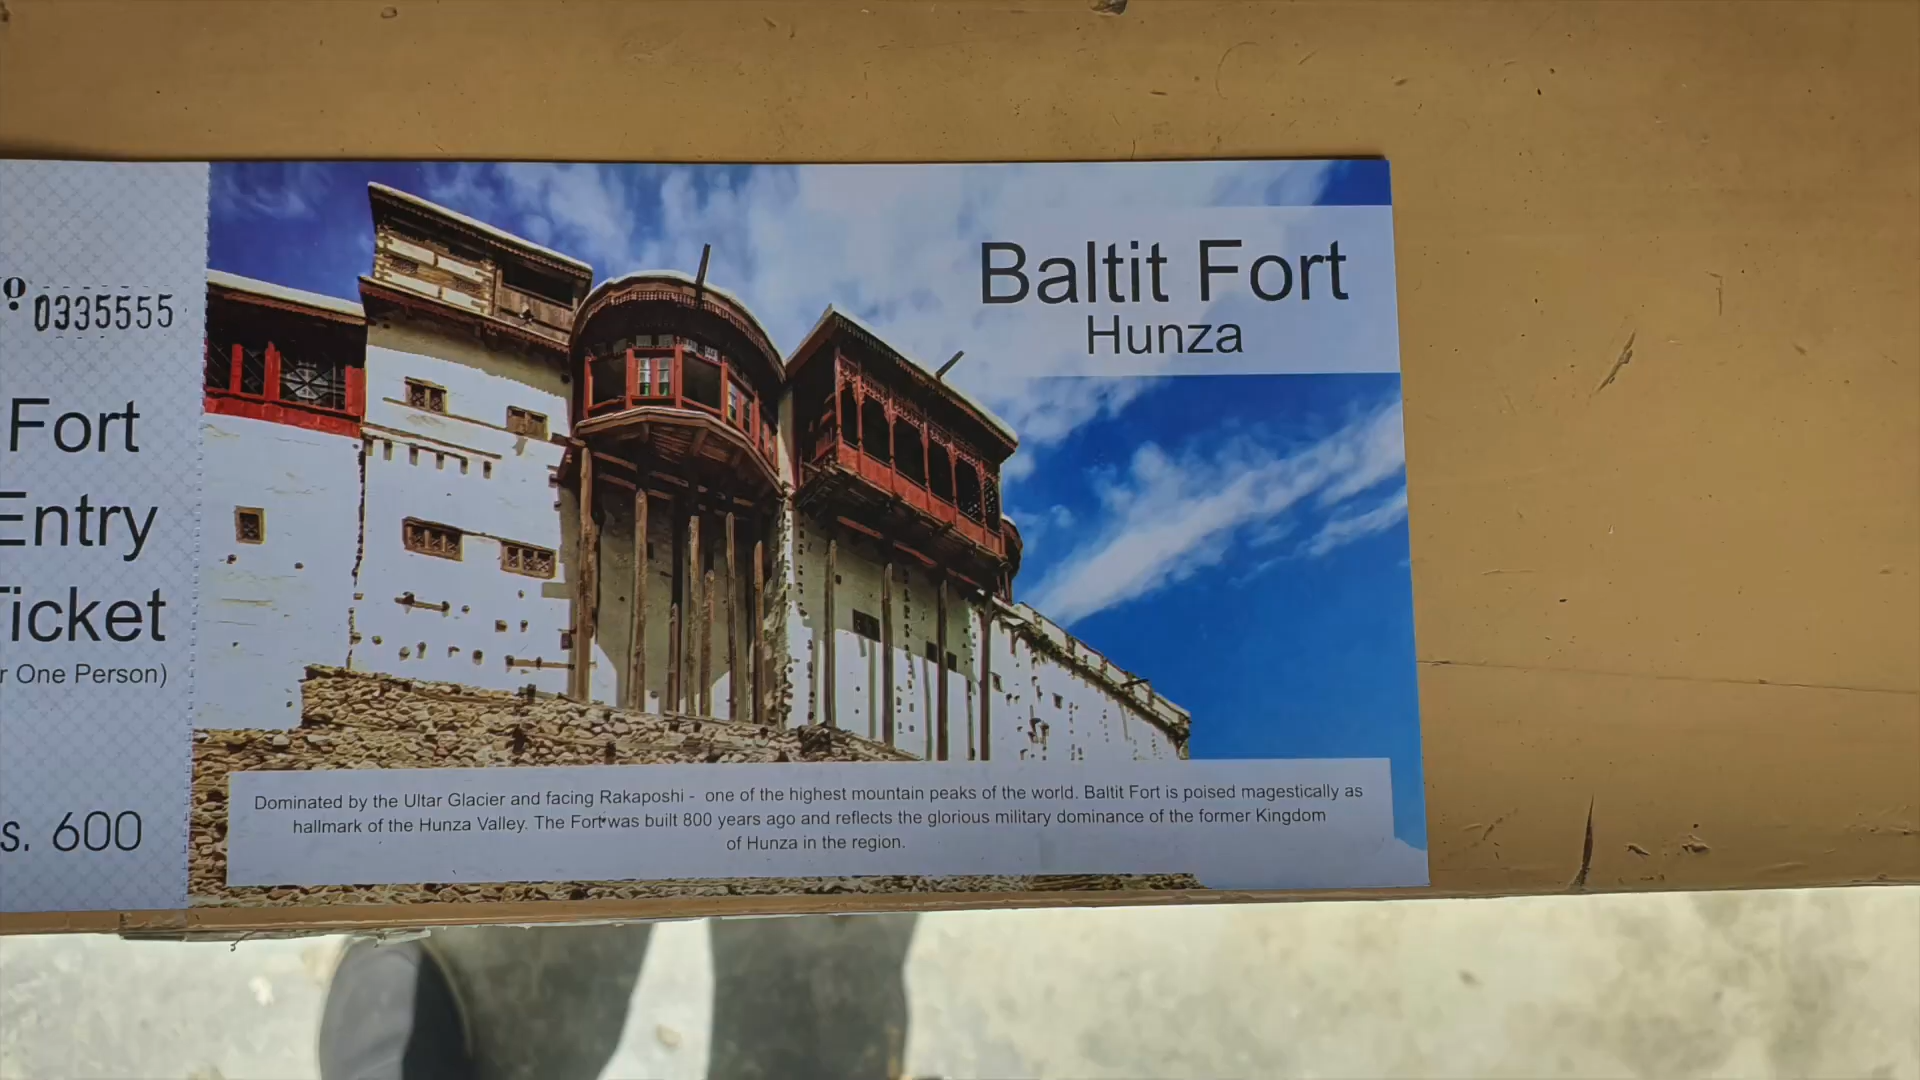 0335555
Fort
Entry
Ticket
One Person)
600
Baltit Fort
Hunza
Dominated by the Ultar Glacier and facing Rakaposhi - one of the highest mountain peaks of the world. Baltit Fort is poised magestically as
hallmark of the Hunza Valley. The Fort was built 800 years ago and reflects the glorious military dominance of the former Kingdom
of Hunza in the region.